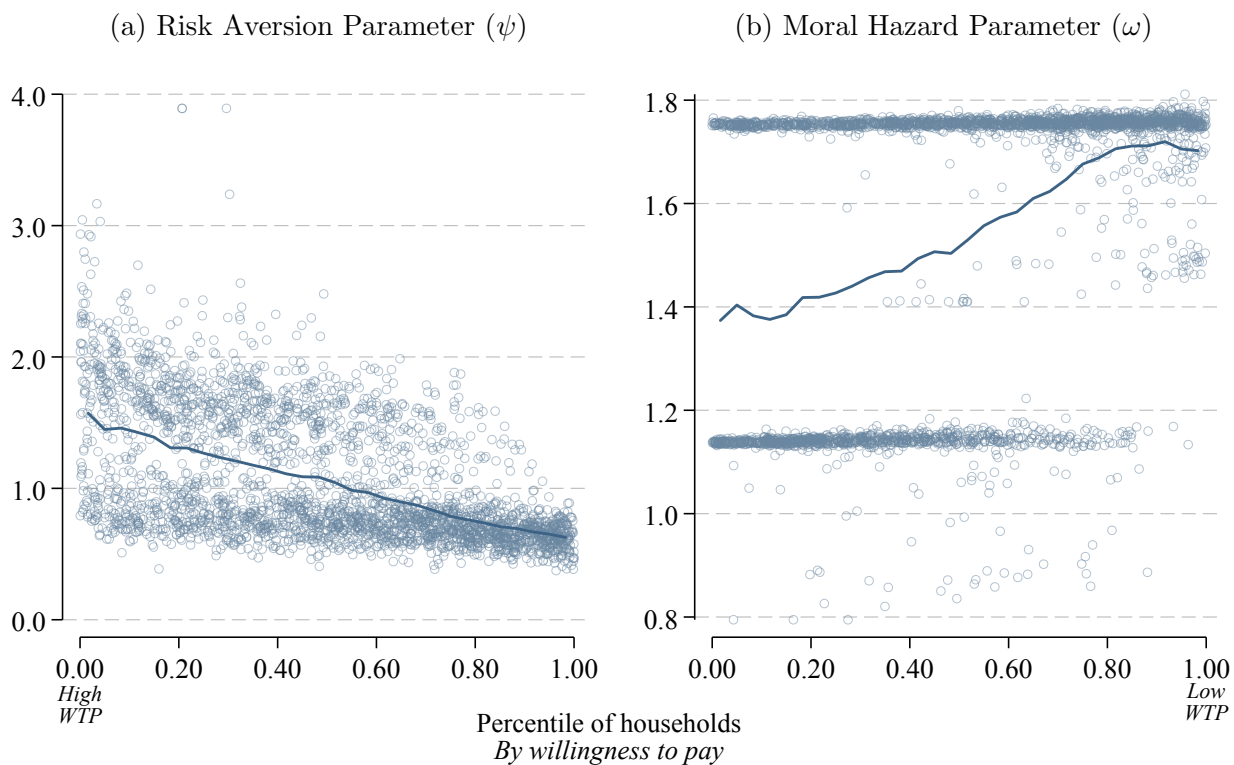 (a) Risk Aversion Parameter (ψ)
(b) Moral Hazard Parameter (ω)
4.0
3.0
2.0
1.0
0.0
0.00 0.20 0.40 0.60 0.80 1.00
High
WTP
1.8
1.6
1.4
1.2
1.0
0.8
0.00 0.20 0.40 0.60 0.80 1.00
Low
WTP
Percentile of households
By willingness to pay